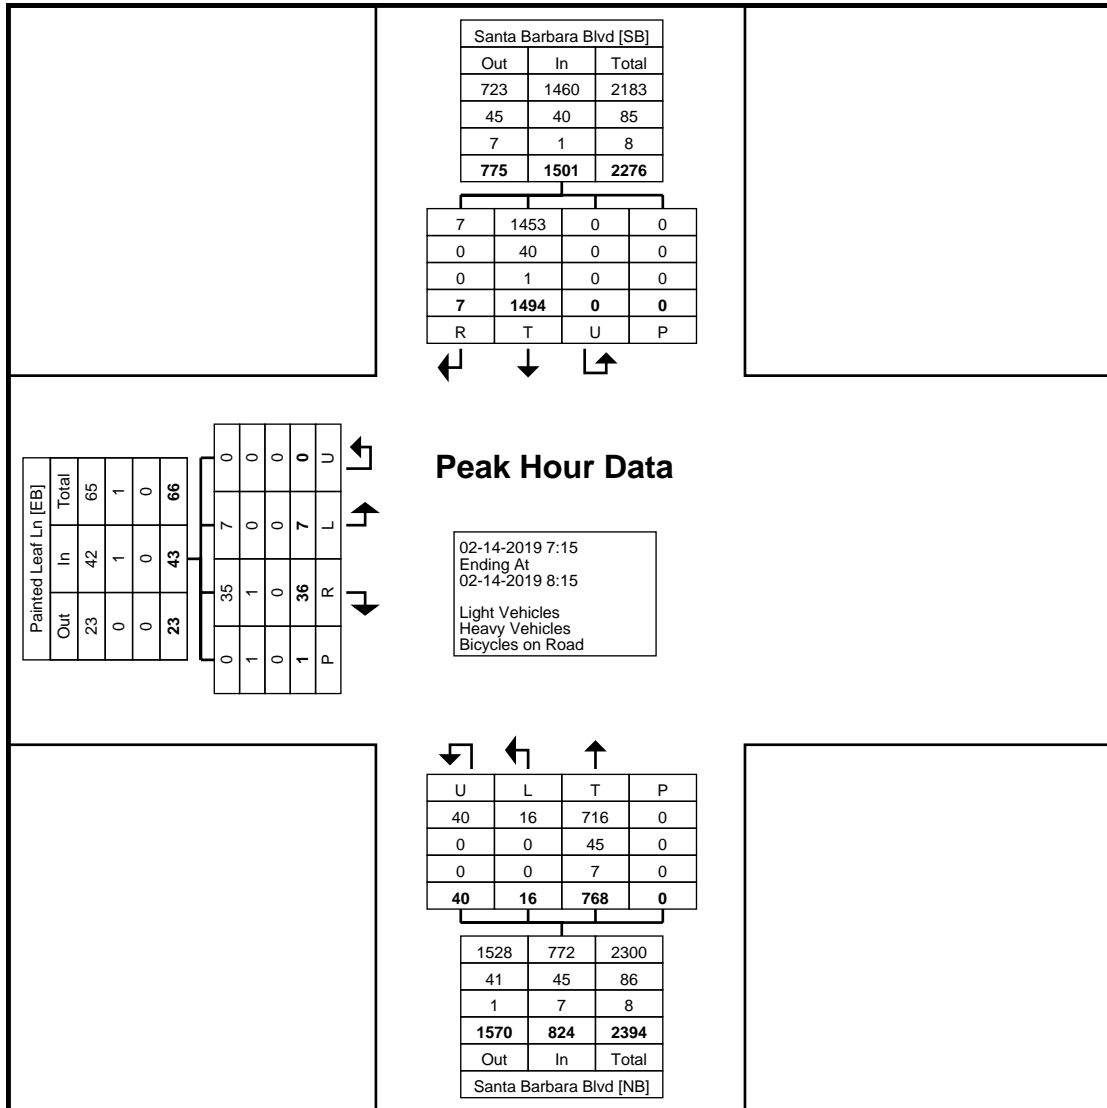 Santa Barbara Blvd [SB]
Out In Total
723 1460 2183
45 40 85
7 1 8
775 1501 2276
7 1453 0 0
0 40 0 0
0 1 0 0
7 1494 0 0
R T U P
Peak Hour Data
02-14-2019 7:15
Ending At
02-14-2019 8:15
Light Vehicles
Heavy Vehicles
Bicycles on Road
Painted Leaf Ln [EB]
Out In Total
23 42 65
0 1 1
0 0 0
23 43 66
0 35 7 0
1 1 0 0
0 0 0 0
1 36 7 0
P R L U
U L T P
40 16 716 0
0 0 45 0
0 0 7 0
40 16 768 0
1528 772 2300
41 45 86
1 7 8
1570 824 2394
Out In Total
Santa Barbara Blvd [NB]